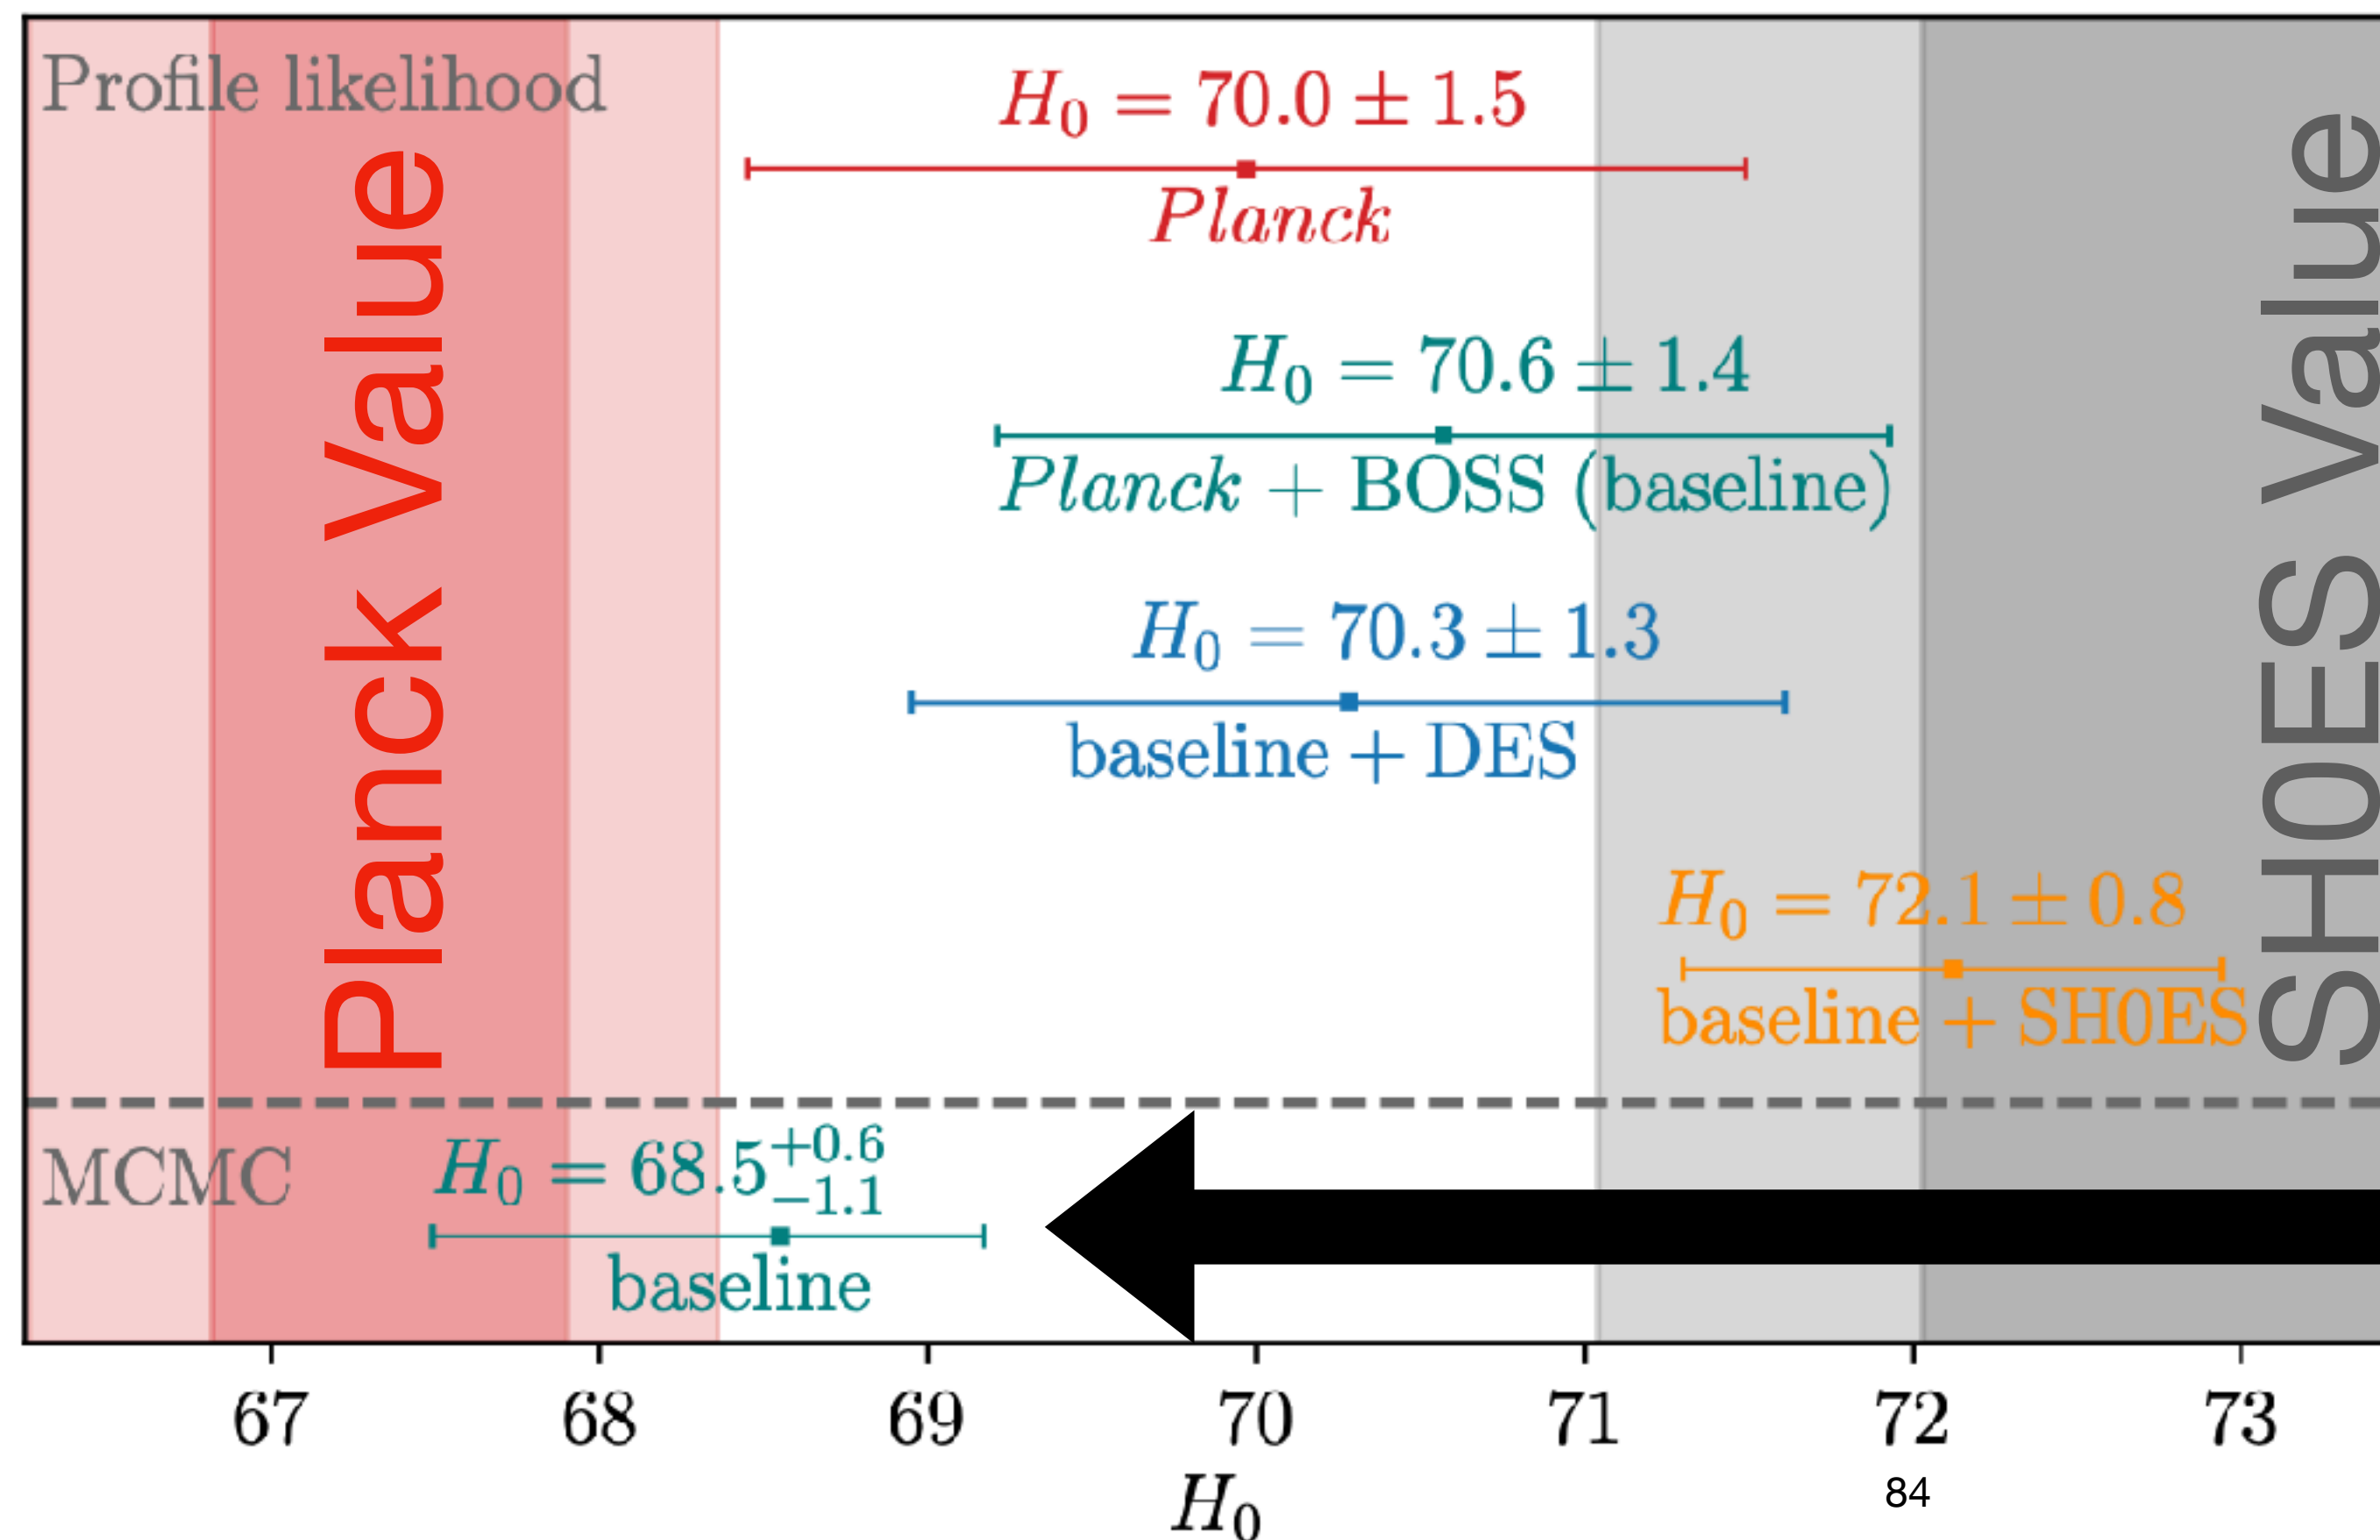 Profile likelihood
Planck Value
SH0ES Value
H₀ = 70.0 ± 1.5
Planck
H₀ = 70.6 ± 1.4
Planck + BOSS (baseline)
H₀ = 70.3 ± 1.3
baseline + DES
H₀ = 72.1 ± 0.8
baseline + SH0ES
MCMC
H₀ = 68.5 +0.6 −1.1
baseline
67 68 69 70 71 72 73
H₀
84